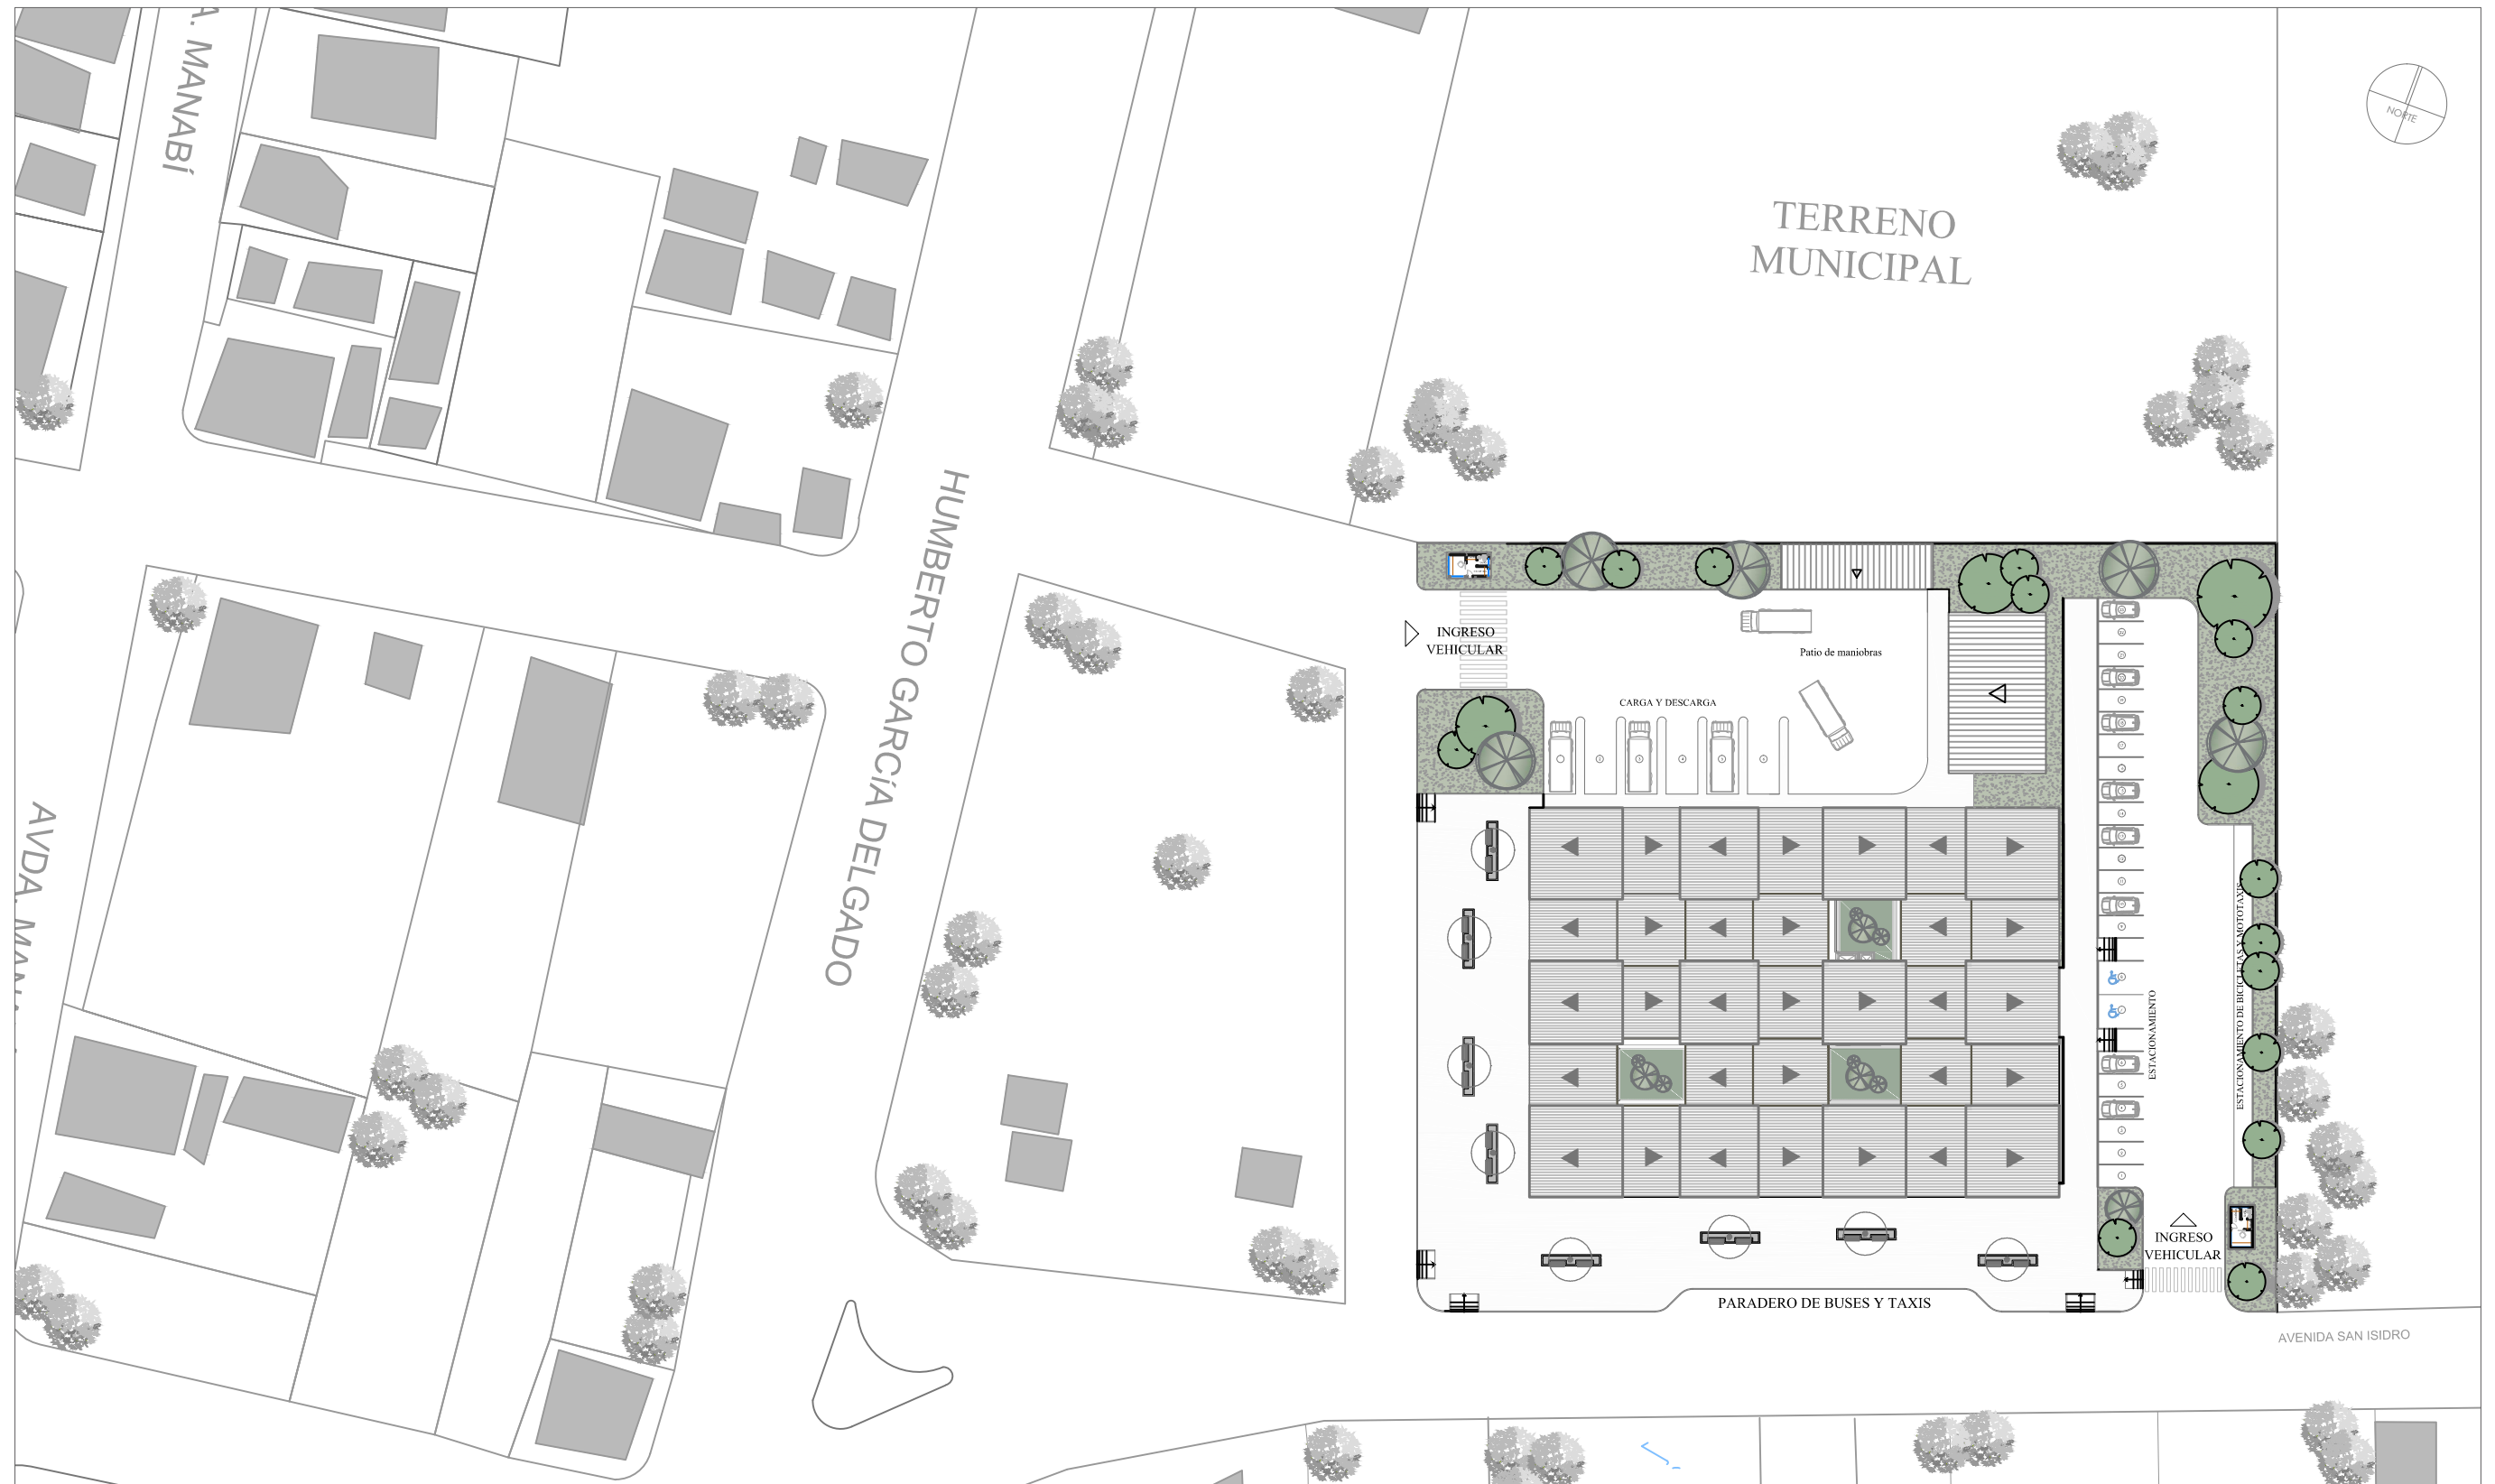 A. MANABÍ
NORTE
TERRENO
MUNICIPAL
HUMBERTO GARCÍA DELGADO
INGRESO
VEHICULAR
Patio de maniobras
CARGA Y DESCARGA
AVDA. MANA
ESTACIONAMIENTO DE BICICLETAS Y MOTOTAXIS
ESTACIONAMIENTO
INGRESO
VEHICULAR
PARADERO DE BUSES Y TAXIS
AVENIDA SAN ISIDRO